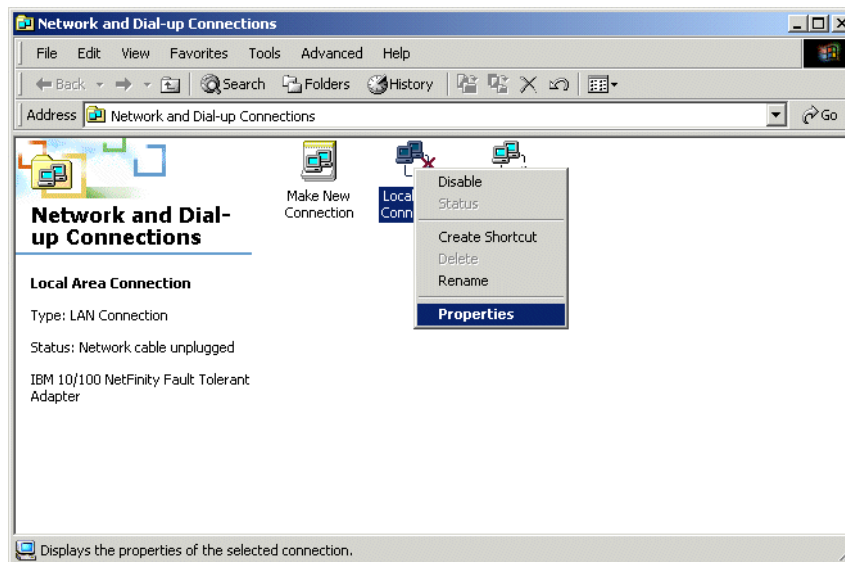 Network and Dial-up Connections
File Edit View Favorites Tools Advanced Help
Back Search Folders History
Address Network and Dial-up Connections Go
Make New
Connection
Loca
Conn
Disable
Status
Create Shortcut
Delete
Rename
Properties
Network and Dial-
up Connections
Local Area Connection
Type: LAN Connection
Status: Network cable unplugged
IBM 10/100 NetFinity Fault Tolerant
Adapter
Displays the properties of the selected connection.